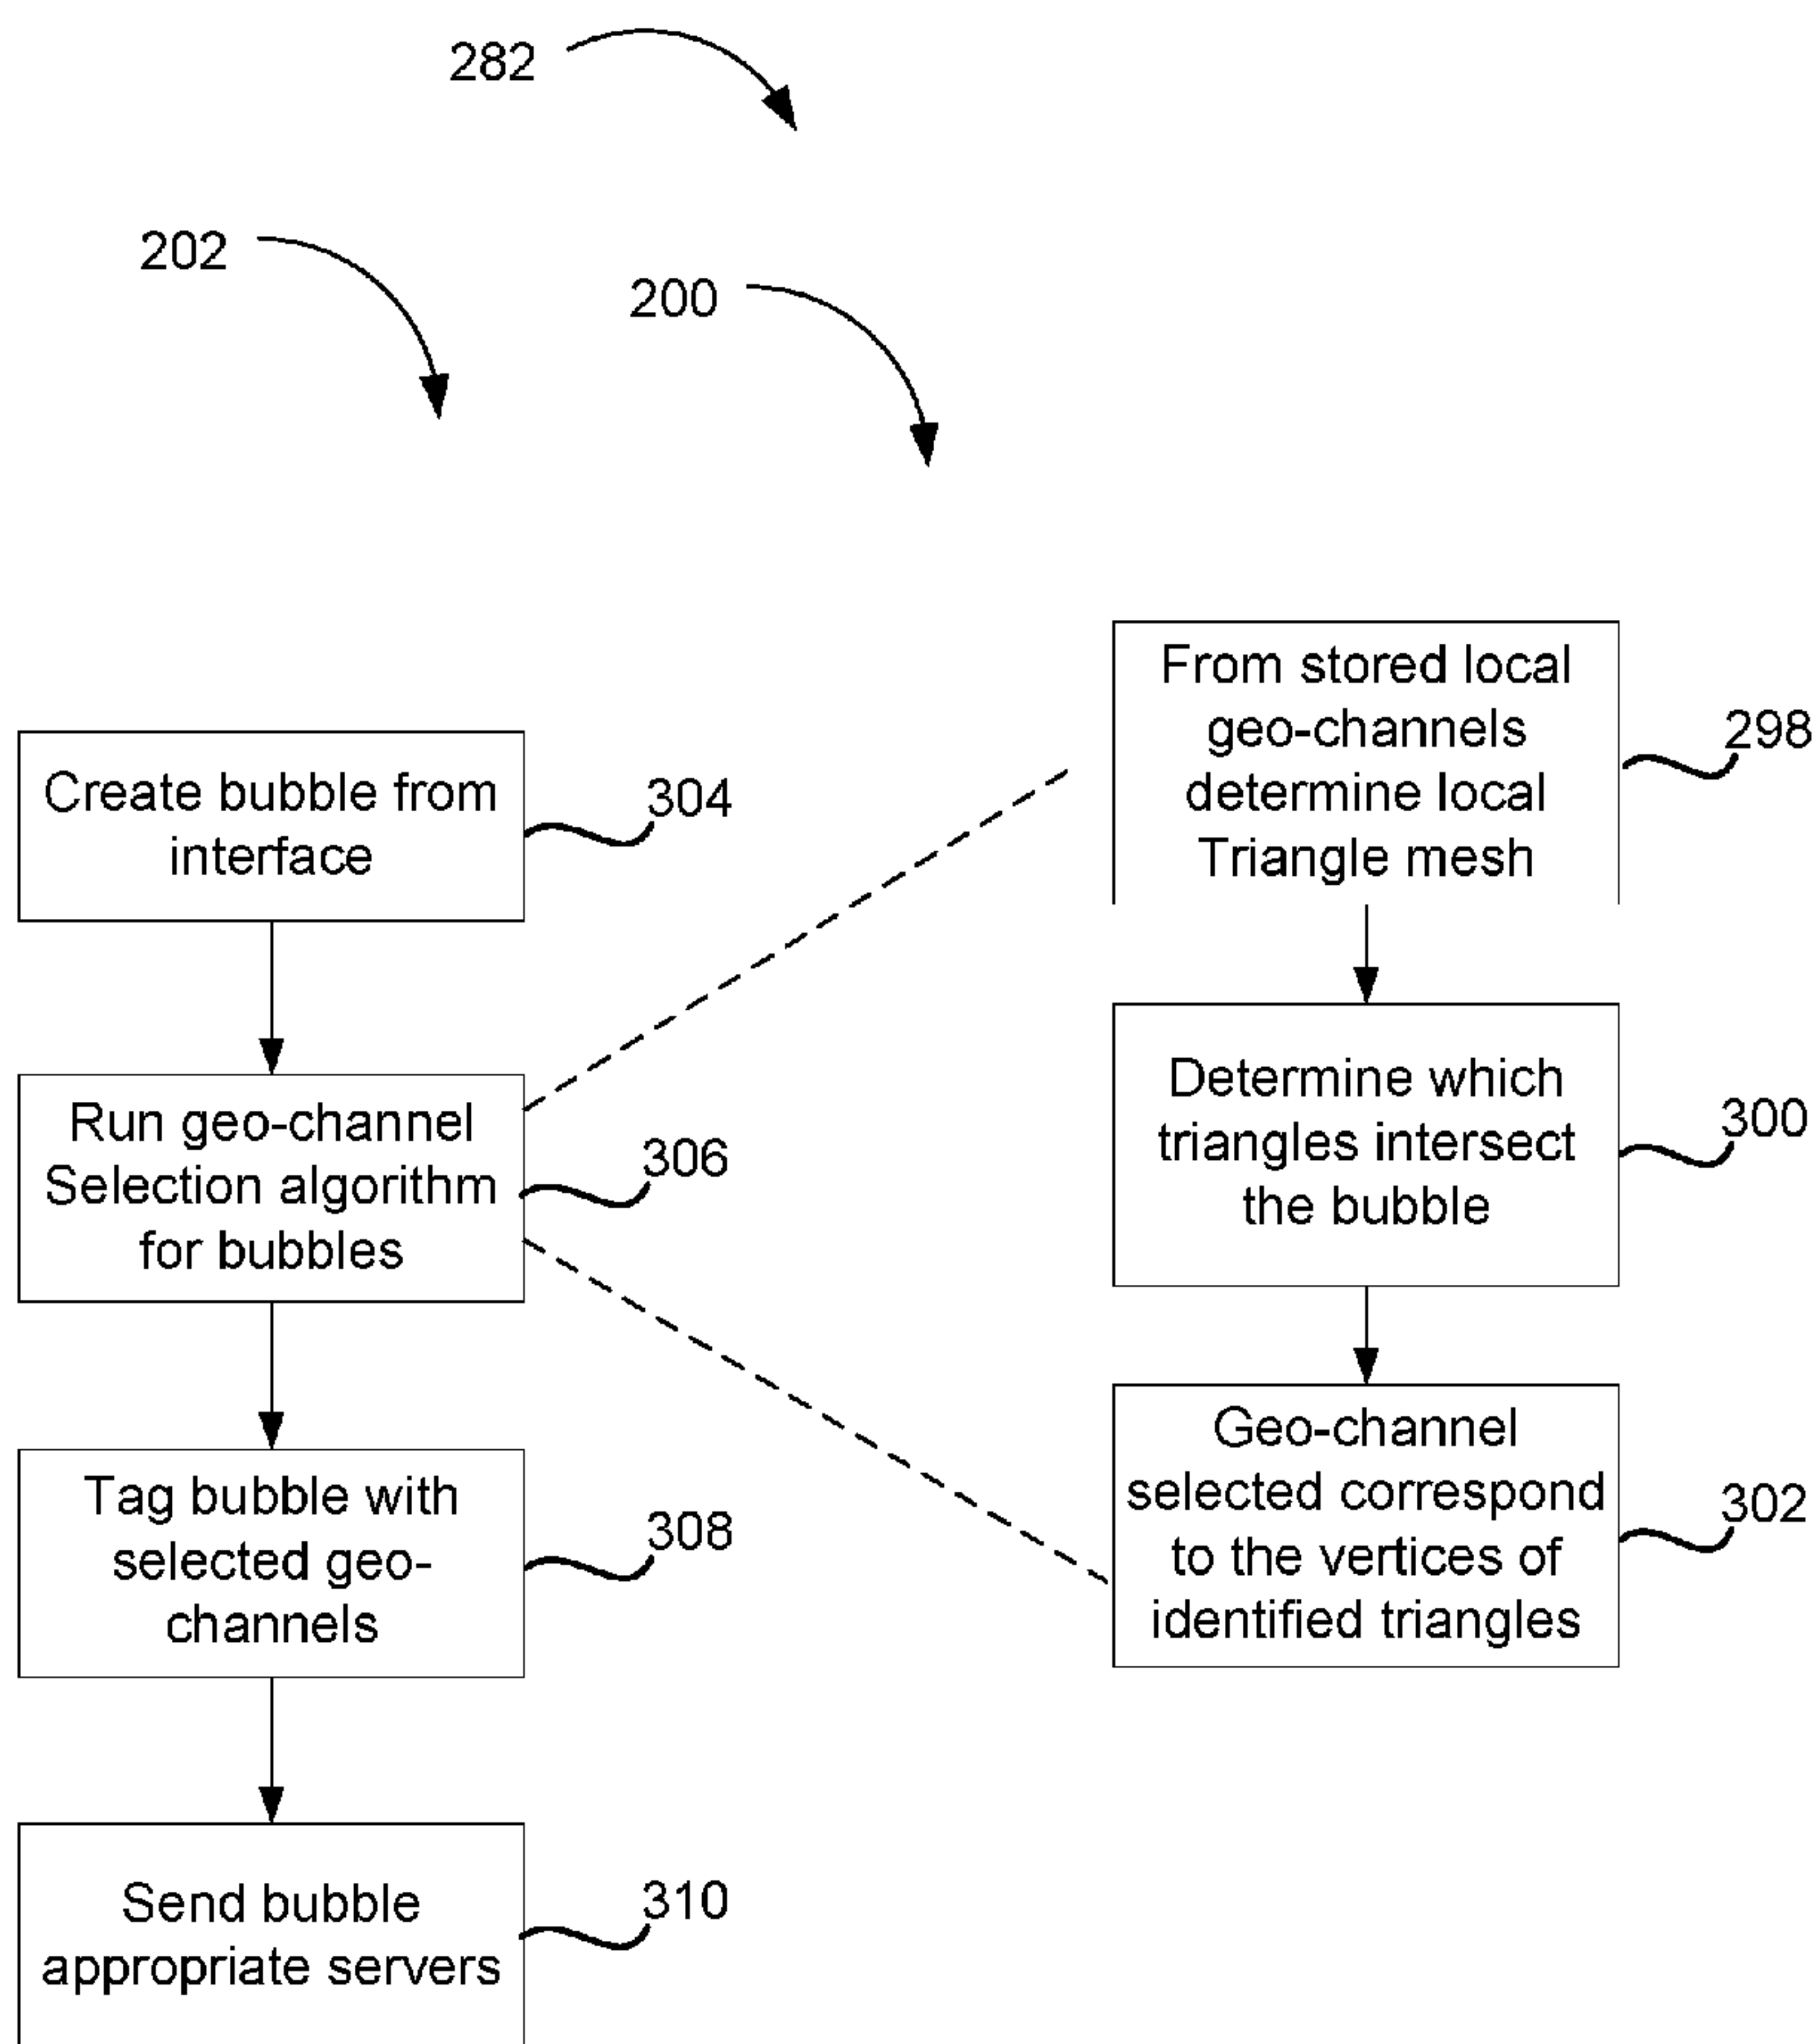 282
202
200
Create bubble from
interface
304
Run geo-channel
Selection algorithm
for bubbles
306
Tag bubble with
selected geo-
channels
308
Send bubble
appropriate servers
310
From stored local
geo-channels
determine local
Triangle mesh
298
Determine which
triangles intersect
the bubble
300
Geo-channel
selected correspond
to the vertices of
identified triangles
302